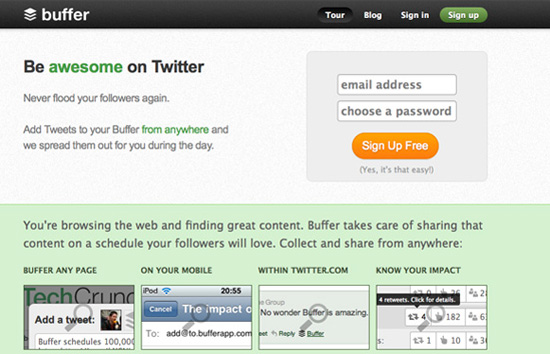 buffer
Tour Blog Sign in Sign up
Be awesome on Twitter
Never flood your followers again.
Add Tweets to your Buffer from anywhere and
we spread them out for you during the day.
email address
choose a password
Sign Up Free
(Yes, it's that easy!)
You're browsing the web and finding great content. Buffer takes care of sharing that
content on a schedule your followers will love. Collect and share from anywhere:
BUFFER ANY PAGE
TechCrunc
Add a tweet:
Buffer schedules 100,000
ON YOUR MOBILE
iPod 20:55
Cancel The impact o
To: add@to.bufferapp.com
WITHIN TWITTER.COM
e Group
No wonder Buffer is amazing.
Reply Buffer
KNOW YOUR IMPACT
0 26 28
4 retweets. Click for details.
4 182 61